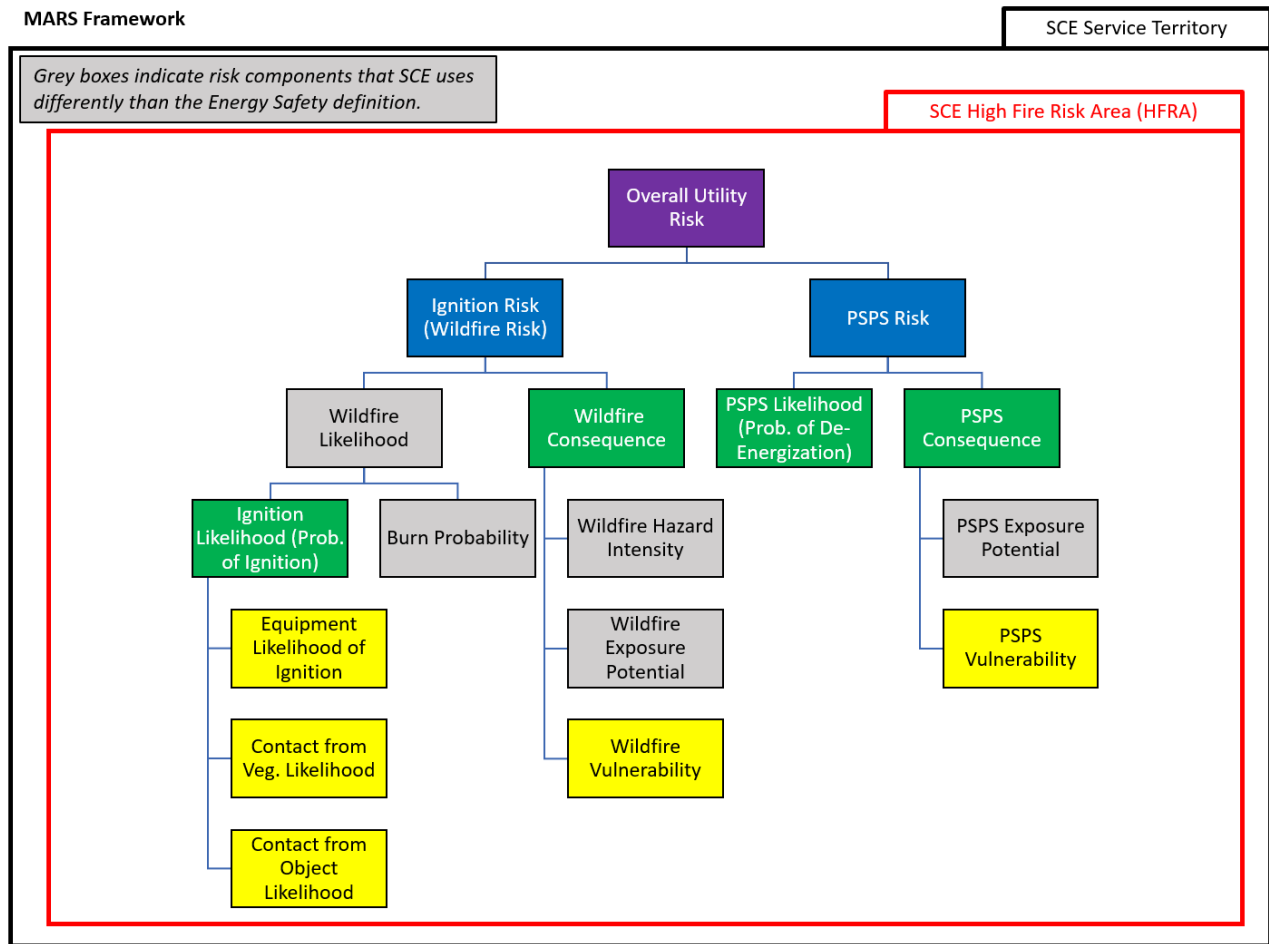 MARS Framework
SCE Service Territory
Grey boxes indicate risk components that SCE uses
differently than the Energy Safety definition.
SCE High Fire Risk Area (HFRA)
Overall Utility
Risk
Ignition Risk
(Wildfire Risk)
PSPS Risk
Wildfire
Likelihood
Wildfire
Consequence
PSPS Likelihood
(Prob. of De-
Energization)
PSPS
Consequence
Ignition
Likelihood (Prob.
of Ignition)
Burn Probability
Wildfire Hazard
Intensity
PSPS Exposure
Potential
Equipment
Likelihood of
Ignition
Wildfire
Exposure
Potential
PSPS
Vulnerability
Contact from
Veg. Likelihood
Wildfire
Vulnerability
Contact from
Object
Likelihood